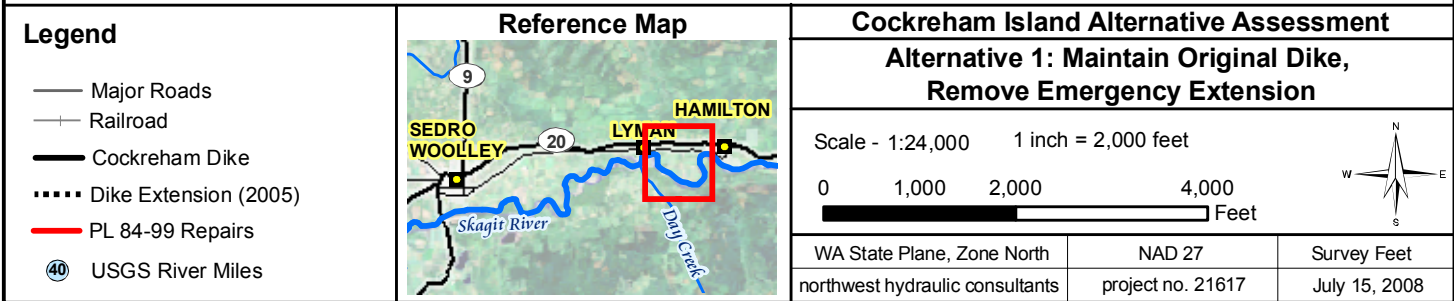 Legend
Major Roads
Railroad
Cockreham Dike
Dike Extension (2005)
PL 84-99 Repairs
40 USGS River Miles
Reference Map
9
HAMILTON
SEDRO
WOOLLEY
20
LYMAN
Skagit River
Day Creek
Cockreham Island Alternative Assessment
Alternative 1: Maintain Original Dike,
Remove Emergency Extension
Scale - 1:24,000 1 inch = 2,000 feet
N
W E
S
0 1,000 2,000 4,000
Feet
WA State Plane, Zone North NAD 27 Survey Feet
northwest hydraulic consultants project no. 21617 July 15, 2008